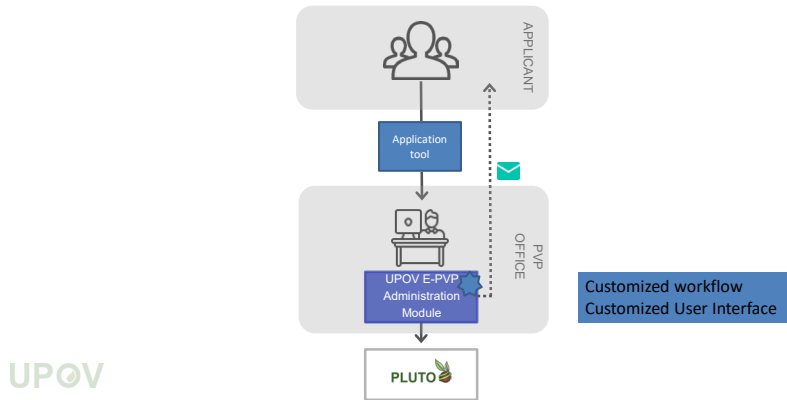 APPLICANT
Application
tool
PVP
OFFICE
UPOV E-PVP
Administration
Module
Customized workflow
Customized User Interface
PLUTO
UPOV